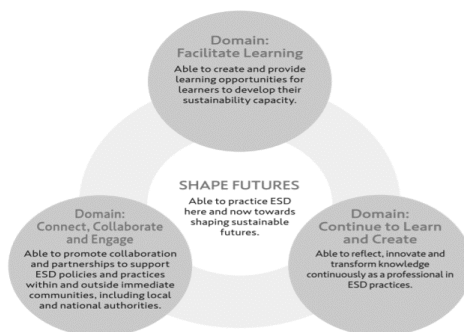 Domain:
Facilitate Learning
Able to create and provide
learning opportunities for
learners to develop their
sustainability capacity.
SHAPE FUTURES
Able to practice ESD
here and now towards
shaping sustainable
futures.
Domain:
Connect, Collaborate
and Engage
Able to promote collaboration
and partnerships to support
ESD policies and practices
within and outside immediate
communities, including local
and national authorities.
Domain:
Continue to Learn
and Create
Able to reflect, innovate and
transform knowledge
continuously as a professional in
ESD practices.